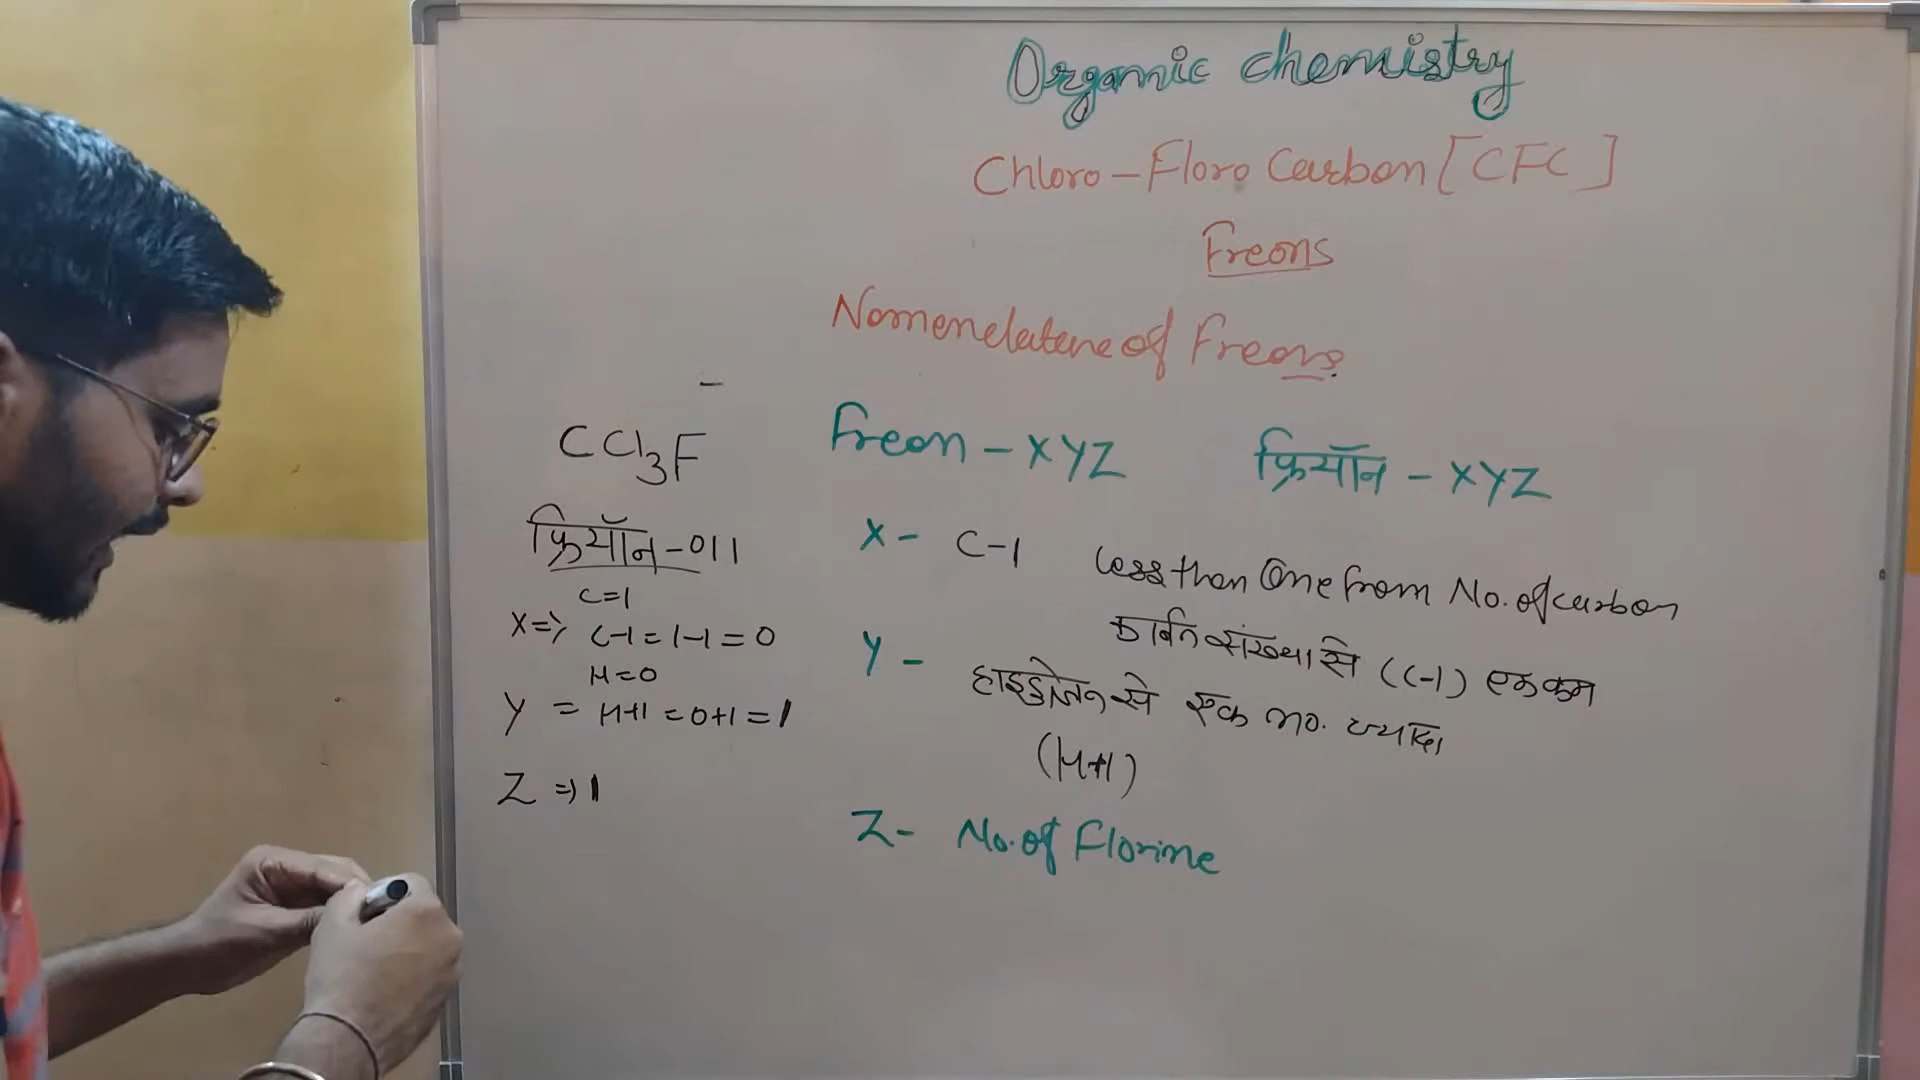 Organic chemistry
Chloro-Floro Carbon [CFC]
Freons
Nomenclature of Freons.
CCl3F
फ्रियॉन-011
C=1
X=> C-1=1-1=0
H=0
Y = H+1=0+1=1
Z =>1
Freon-XYZ
फ्रियॉन-XYZ
X- C-1 less than One from No. of carbon
कार्बन संख्या से (C-1) एक कम
Y- हाइड्रोजन से एक no. ज्यादा
(H+1)
Z- No. of Florine